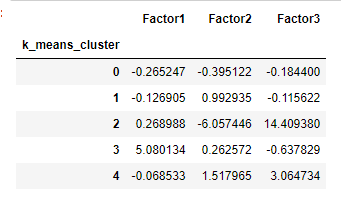 Factor1 Factor2 Factor3
k_means_cluster
0 -0.265247 -0.395122 -0.184400
1 -0.126905 0.992935 -0.115622
2 0.268988 -6.057446 14.409380
3 5.080134 0.262572 -0.637829
4 -0.068533 1.517965 3.064734